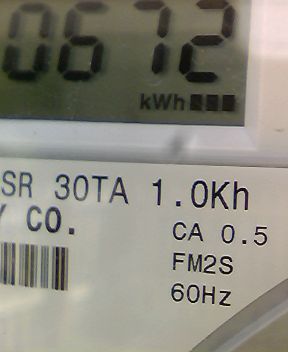 0672
kWh
SR 30TA 1.0Kh
Y CO.
CA 0.5
FM2S
60Hz